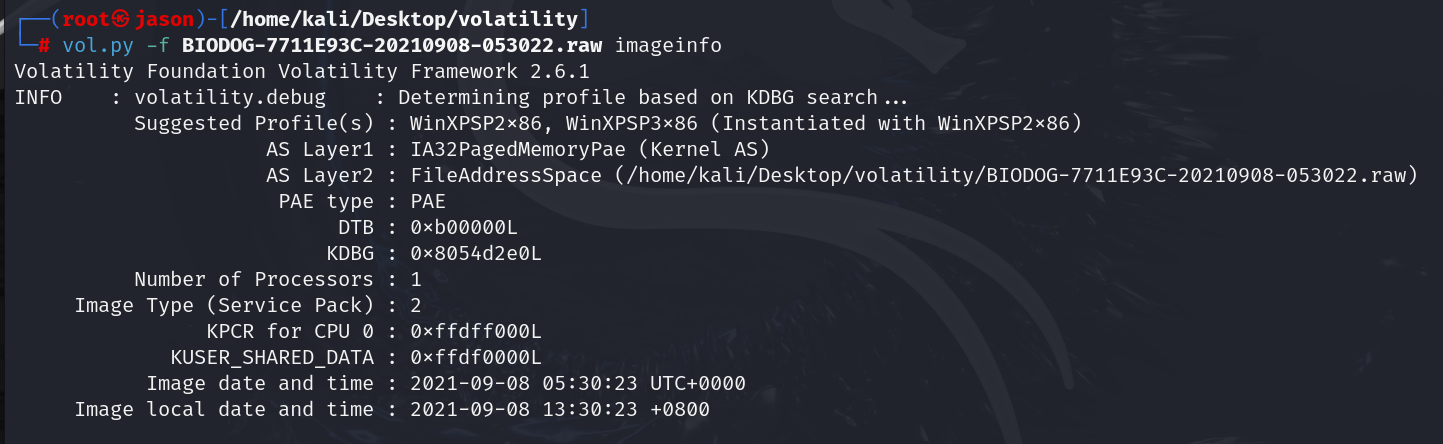 ┌──(root㉿jason)-[/home/kali/Desktop/volatility]
└─# vol.py -f BIODOG-7711E93C-20210908-053022.raw imageinfo
Volatility Foundation Volatility Framework 2.6.1
INFO    : volatility.debug    : Determining profile based on KDBG search...
          Suggested Profile(s) : WinXPSP2x86, WinXPSP3x86 (Instantiated with WinXPSP2x86)
                     AS Layer1 : IA32PagedMemoryPae (Kernel AS)
                     AS Layer2 : FileAddressSpace (/home/kali/Desktop/volatility/BIODOG-7711E93C-20210908-053022.raw)
                      PAE type : PAE
                           DTB : 0xb00000L
                          KDBG : 0x8054d2e0L
          Number of Processors : 1
     Image Type (Service Pack) : 2
                KPCR for CPU 0 : 0xffdff000L
             KUSER_SHARED_DATA : 0xffdf0000L
           Image date and time : 2021-09-08 05:30:23 UTC+0000
     Image local date and time : 2021-09-08 13:30:23 +0800